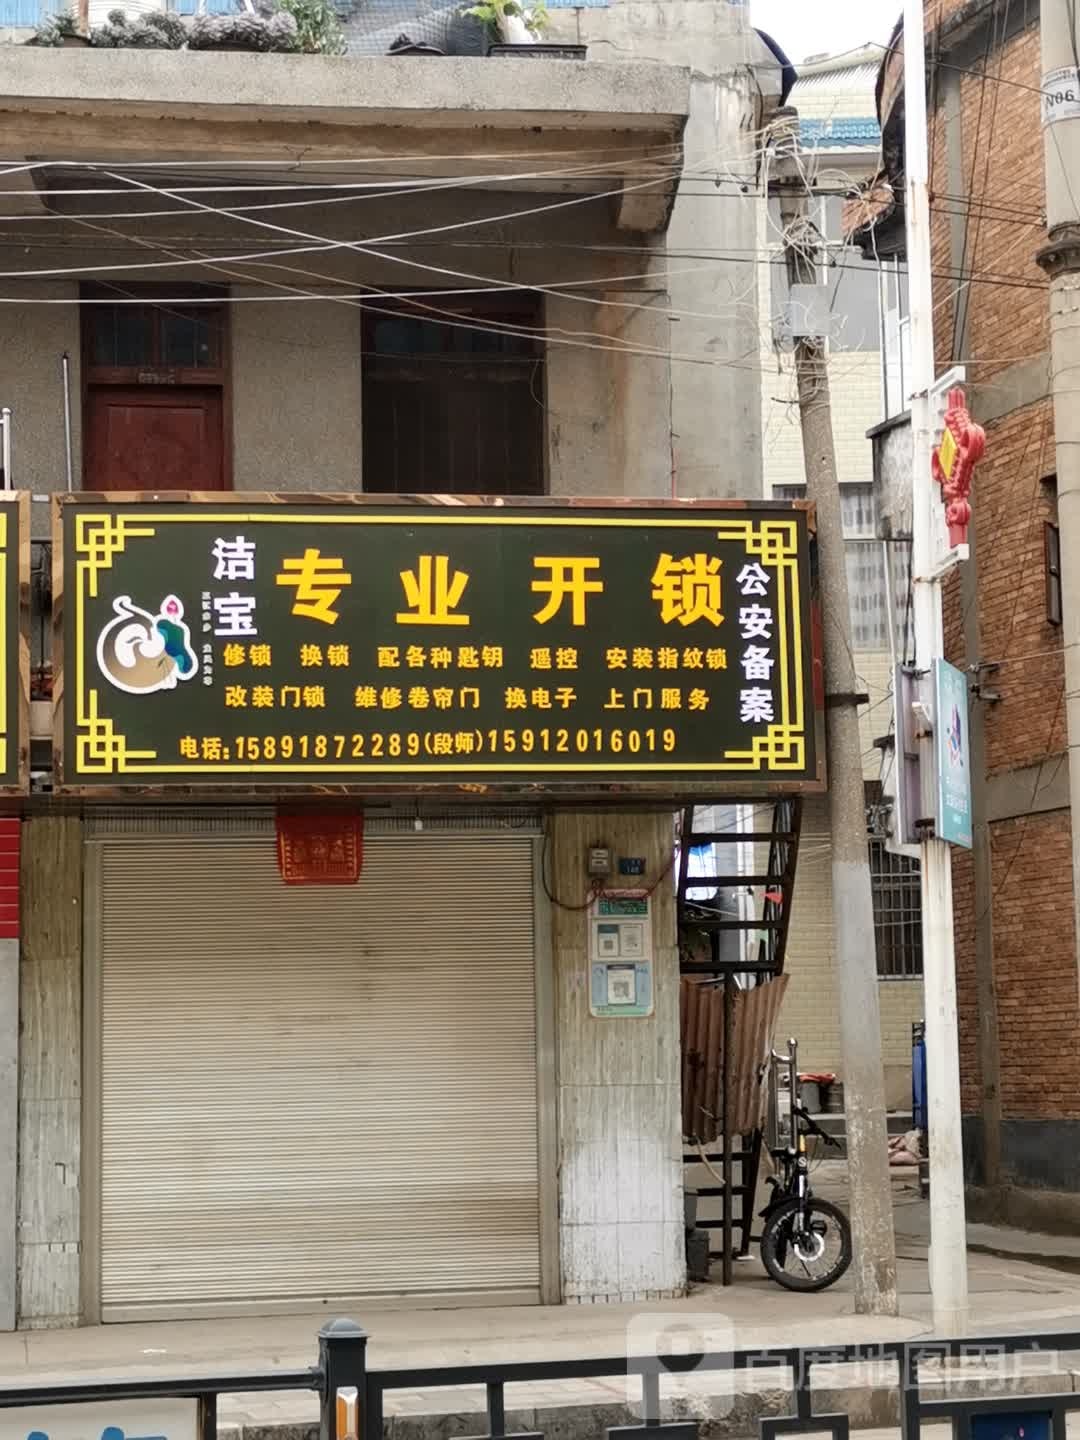 洁宝
专业开锁
公安备案
修锁 换锁 配各种匙钥 遥控 安装指纹锁
改装门锁 维修卷帘门 换电子 上门服务
电话:15891872289(段师)15912016019
N06
百度地图用户